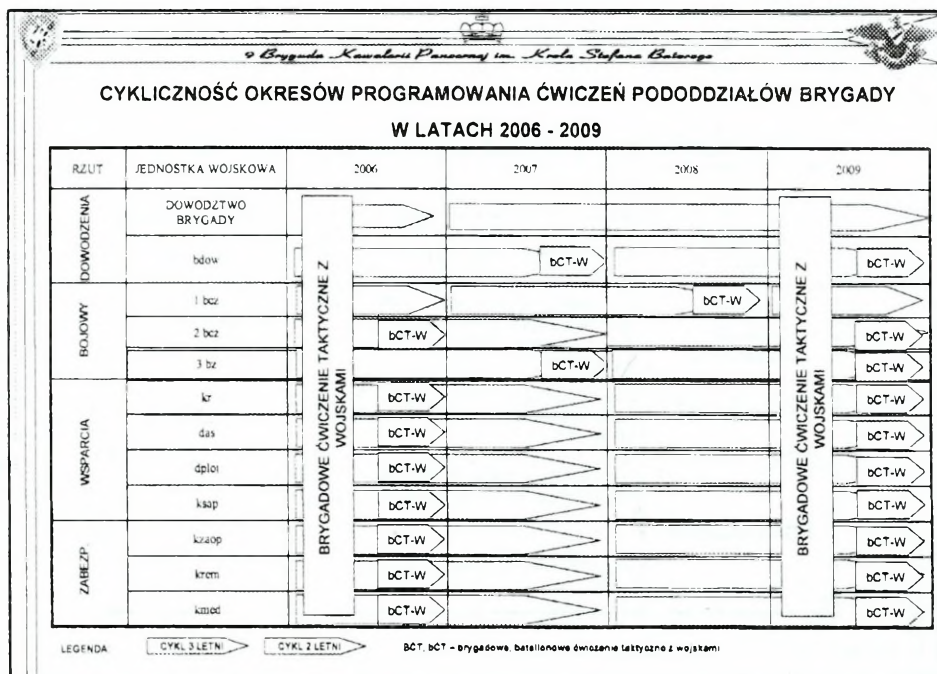 9 Brygada Kawalerii Pancernej im. Króla Stefana Batorego
CYKLICZNOŚĆ OKRESÓW PROGRAMOWANIA ĆWICZEŃ PODODDZIAŁÓW BRYGADY
W LATACH 2006 - 2009
RZUT JEDNOSTKA WOJSKOWA 2006 2007 2008 2009
DOWODZENIA
DOWODZTWO
BRYGADY
bdow bCT-W bCT-W
BOJOWY
1 bcz bCT-W
2 bcz bCT-W bCT-W
3 bz bCT-W bCT-W
WSPARCIA
kr bCT-W bCT-W
das bCT-W bCT-W
dplot bCT-W bCT-W
ksap bCT-W bCT-W
ZABEZP.
kzaop bCT-W bCT-W
krem bCT-W bCT-W
kmed bCT-W bCT-W
BRYGADOWE ĆWICZENIE TAKTYCZNE Z
WOJSKAMI
BRYGADOWE ĆWICZENIE TAKTYCZNE Z
WOJSKAMI
LEGENDA CYKL 3 LETNI CYKL 2 LETNI BCT, bCT – brygadowe, batalionowe ćwiczenie taktyczne z wojskami